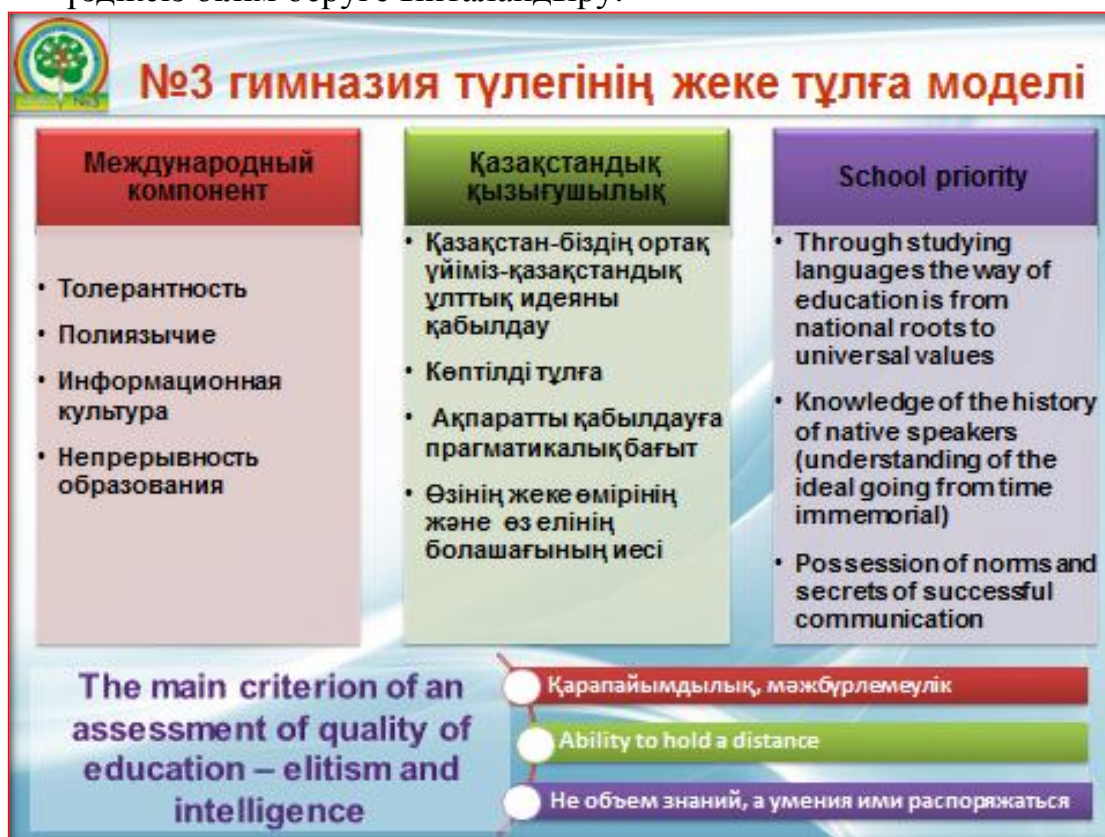 үздіксіз білім беруге ынталандыру.
№3 гимназия түлегінің жеке тұлға моделі
Международный
компонент
• Толерантность
• Полиязычие
• Информационная
культура
• Непрерывность
образования
Қазақстандық
қызығушылық
• Қазақстан-біздің ортақ
үйіміз-қазақстандық
ұлттық идеяны
қабылдау
• Көптілді тұлға
• Ақпаратты қабылдауға
прагматикалық бағыт
• Өзінің жеке өмірінің
және өз елінің
болашағының иесі
School priority
• Through studying
languages the way of
education is from
national roots to
universal values
• Knowledge of the history
of native speakers
(understanding of the
ideal going from time
immemorial)
• Possession of norms and
secrets of successful
communication
The main criterion of an
assessment of quality of
education – elitism and
intelligence
Қарапайымдылық, мәжбүрлемеулік
Ability to hold a distance
Не объем знаний, а умения ими распоряжаться